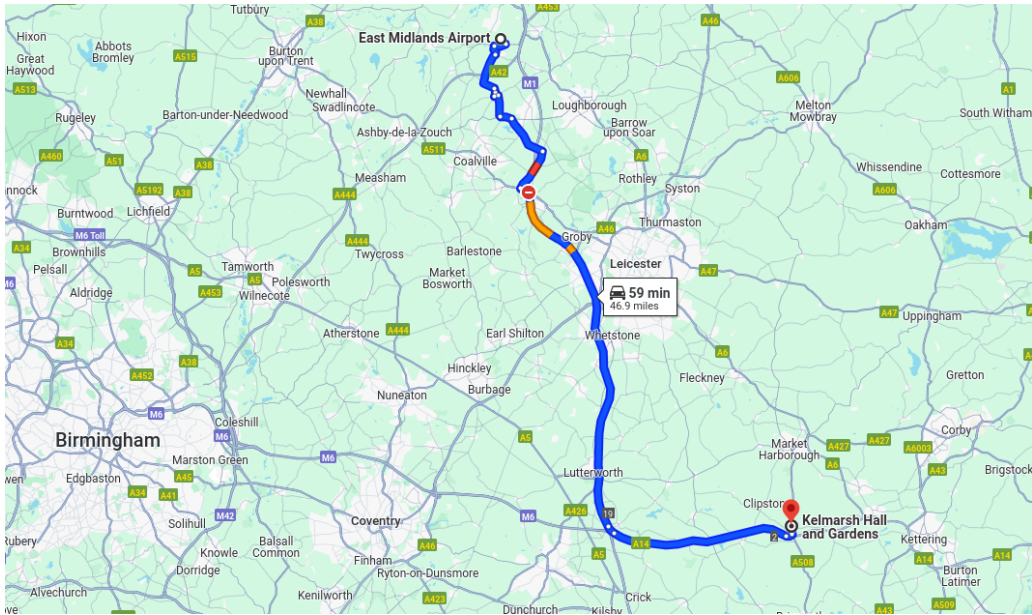 Tutbury
A38
A453
A46
Hixon
Abbots
Bromley
A515
East Midlands Airport
Great
Haywood
Burton
upon Trent
A42
M1
A606
A1
A513
Newhall
Swadlincote
Loughborough
Melton
Mowbray
South Witham
Rugeley
Barton-under-Needwood
Barrow
upon Soar
Ashby-de-la-Zouch
A511
A38
A6
A460
A51
Coalville
Whissendine
Cottesmore
Measham
Rothley
Syston
A606
A5192
A38
A444
Burntwood
Lichfield
Thurmaston
Oakham
M6 Toll
A46
Groby
A34
Brownhills
A444
Twycross
Barlestone
Pelsall
A5
Tamworth
Leicester
A47
M6
A5
Polesworth
Market
Bosworth
Aldridge
A453
Wilnecote
59 min
46.9 miles
A47
Uppingham
A34
Atherstone
A444
Earl Shilton
Whetstone
A6
A452
Hinckley
Fleckney
Gretton
Nuneaton
Burbage
M6
Coleshill
Corby
Birmingham
M6
A5
Market
Harborough
A427
A427
A6003
Marston Green
M6
A6
A43
Brigstock
Edgbaston
A45
Lutterworth
A34
A41
Clipston
M42
A426
19
Solihull
Coventry
M6
Kelmarsh Hall
and Gardens
Rubery
Balsall
Common
A46
A14
2
Kettering
Knowle
Finham
A5
A508
A14
Dorridge
Ryton-on-Dunsmore
Burton
Latimer
Alvechurch
Kenilworth
A423
Crick
A509
Dunchurch
Kilsby
A43